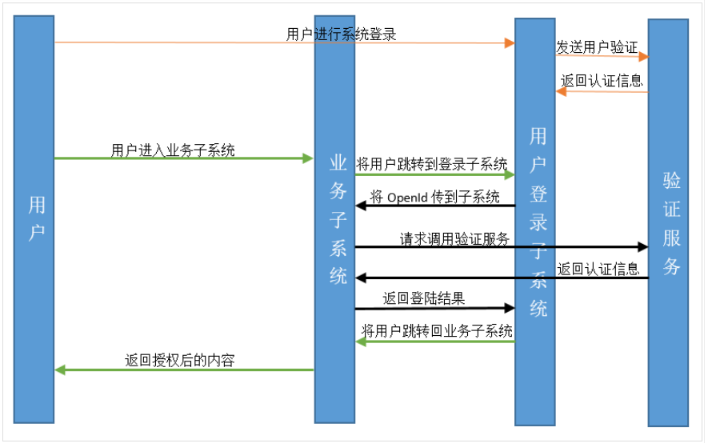 用户进行系统登录
发送用户验证
返回认证信息
用户进入业务子系统
将用户跳转到登录子系统
将 OpenId 传到子系统
请求调用验证服务
返回认证信息
返回登陆结果
将用户跳转回业务子系统
返回授权后的内容
用户
业务子系统
用户登录子系统
验证服务